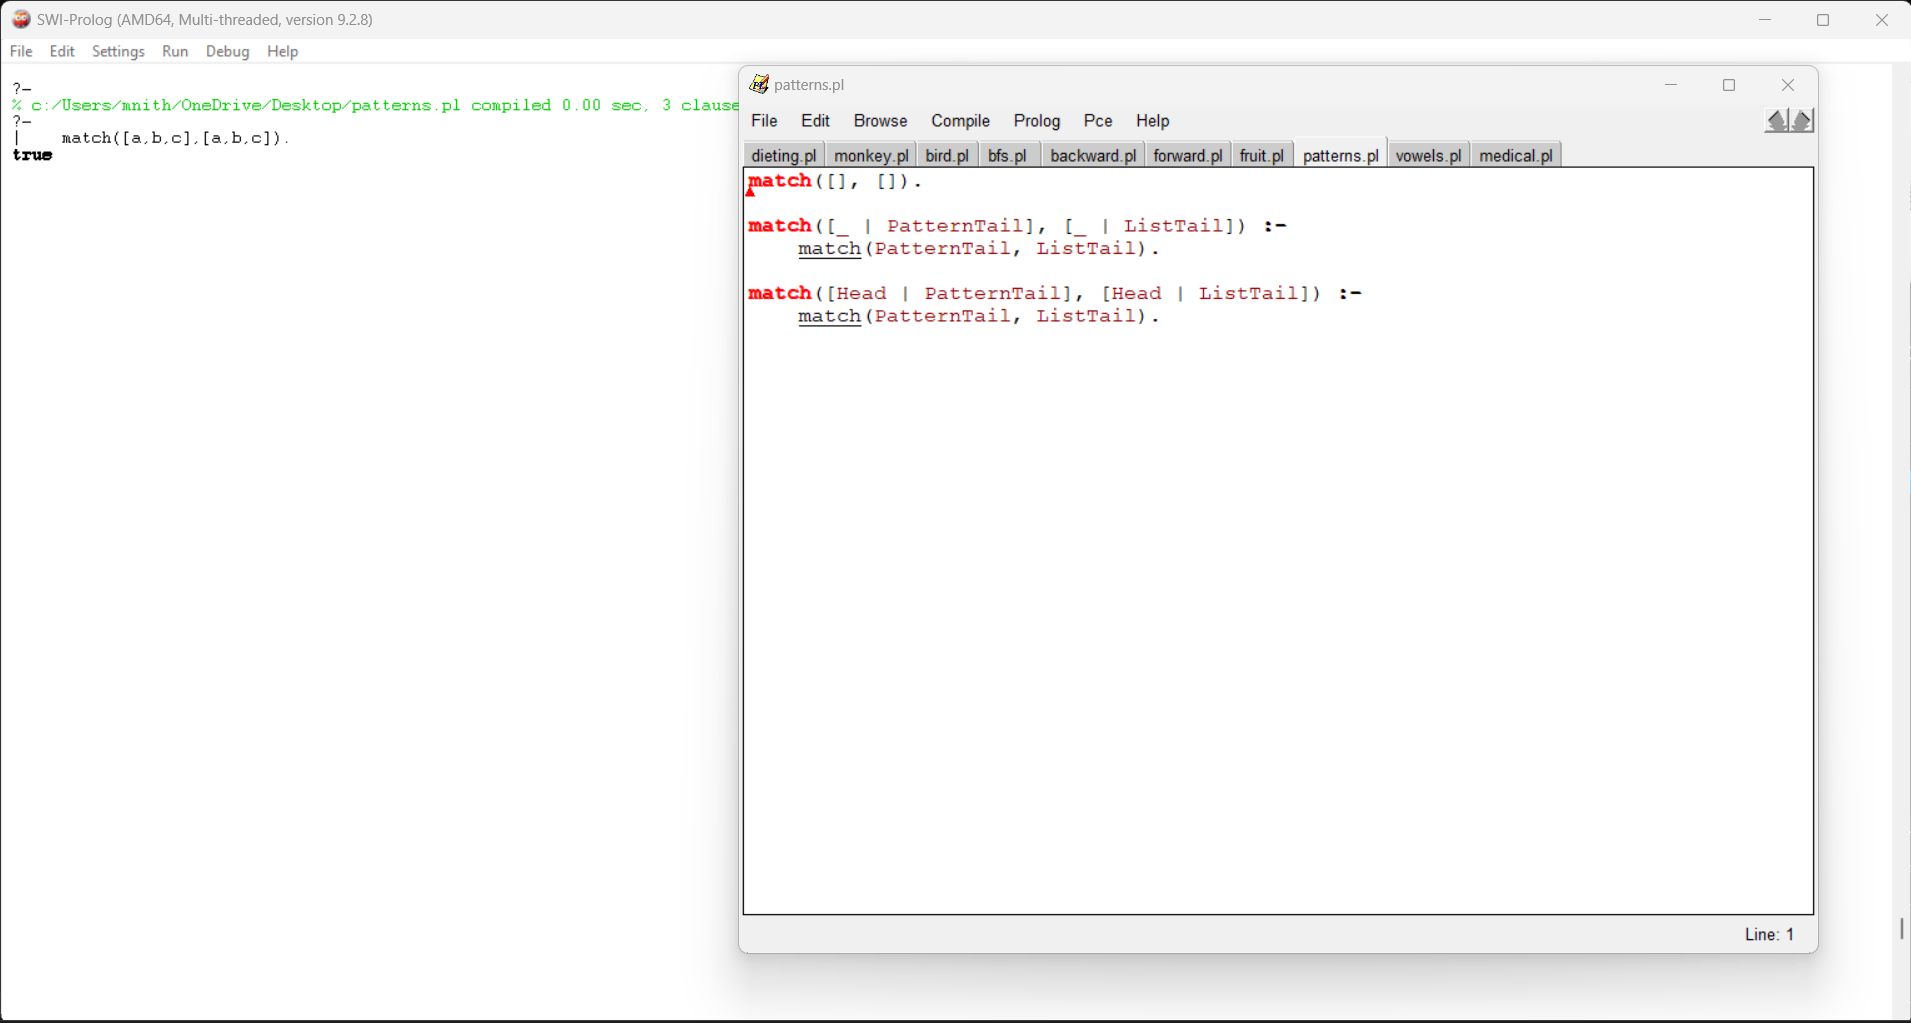 SWI-Prolog (AMD64, Multi-threaded, version 9.2.8)
File Edit Settings Run Debug Help
?-
% c:/Users/mnith/OneDrive/Desktop/patterns.pl compiled 0.00 sec, 3 clause
?-
| match([a,b,c],[a,b,c]).
true
patterns.pl
File Edit Browse Compile Prolog Pce Help
dieting.pl monkey.pl bird.pl bfs.pl backward.pl forward.pl fruit.pl patterns.pl vowels.pl medical.pl
match([], []).
match([_ | PatternTail], [_ | ListTail]) :-
match(PatternTail, ListTail).
match([Head | PatternTail], [Head | ListTail]) :-
match(PatternTail, ListTail).
Line: 1